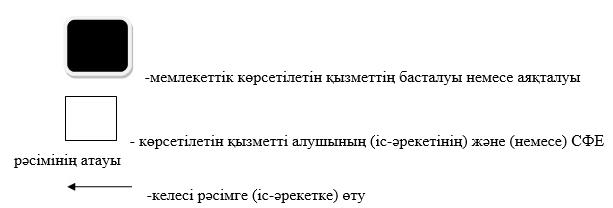 -мемлекеттік көрсетілетін қызметтің басталуы немесе аяқталуы
- көрсетілетін қызметті алушының (іс-әрекетінің) және (немесе) СФЕ
рәсімінің атауы
-келесі рәсімге (іс-әрекетке) өту